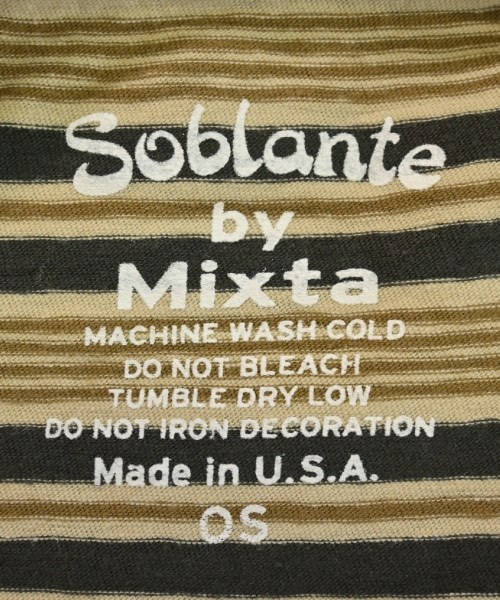 Soblante
by
Mixta
MACHINE WASH COLD
DO NOT BLEACH
TUMBLE DRY LOW
DO NOT IRON DECORATION
Made in U.S.A.
OS